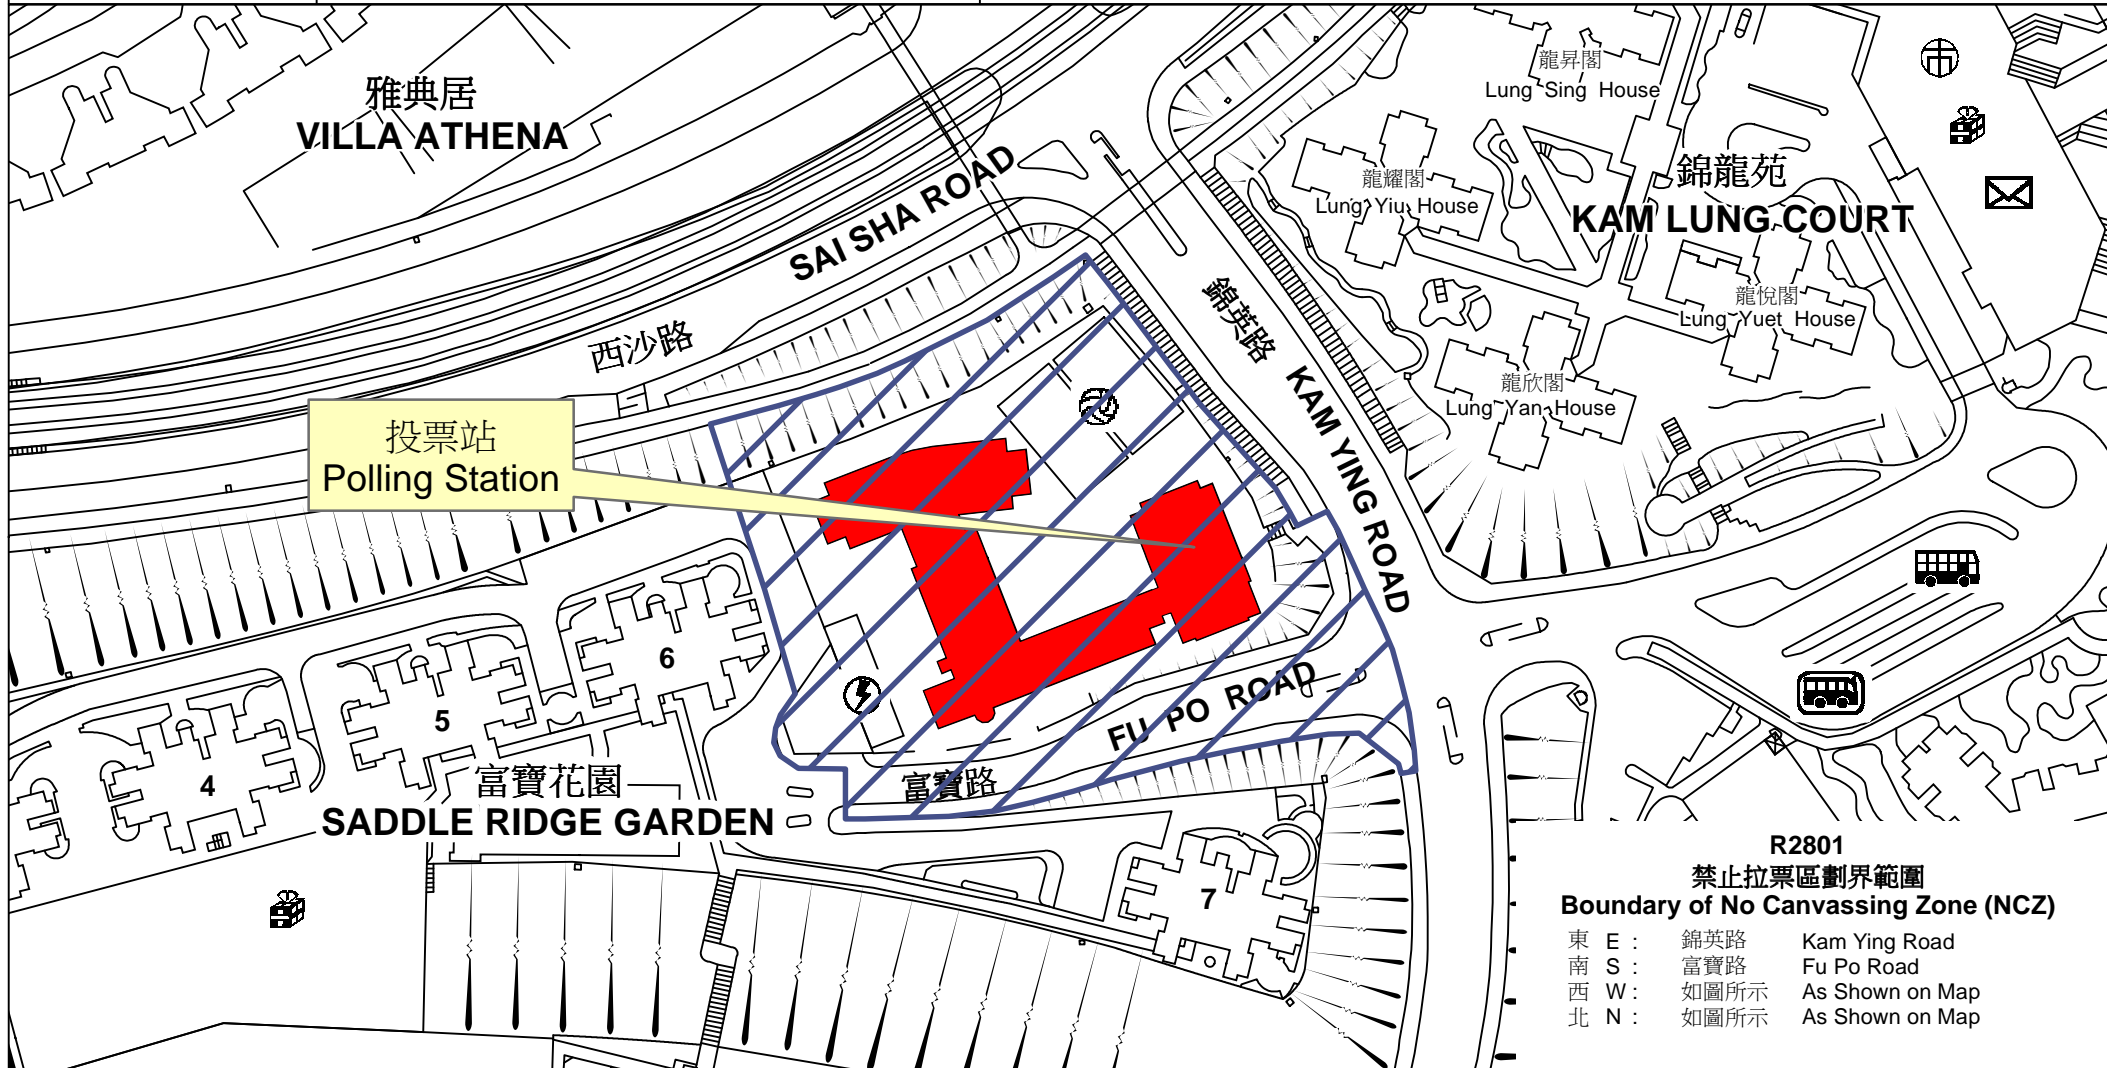 雅典居
VILLA ATHENA
SAI SHA ROAD
西沙路
龍昇閣
Lung Sing House
龍耀閣
Lung Yiu House
錦龍苑
KAM LUNG COURT
龍悅閣
Lung Yuet House
龍欣閣
Lung Yan House
錦英路
KAM YING ROAD
投票站
Polling Station
6
5
4
富寶花園
SADDLE RIDGE GARDEN
FU PO ROAD
富寶路
7
R2801
禁止拉票區劃界範圍
Boundary of No Canvassing Zone (NCZ)
東 E : 錦英路 Kam Ying Road
南 S : 富寶路 Fu Po Road
西 W : 如圖所示 As Shown on Map
北 N : 如圖所示 As Shown on Map